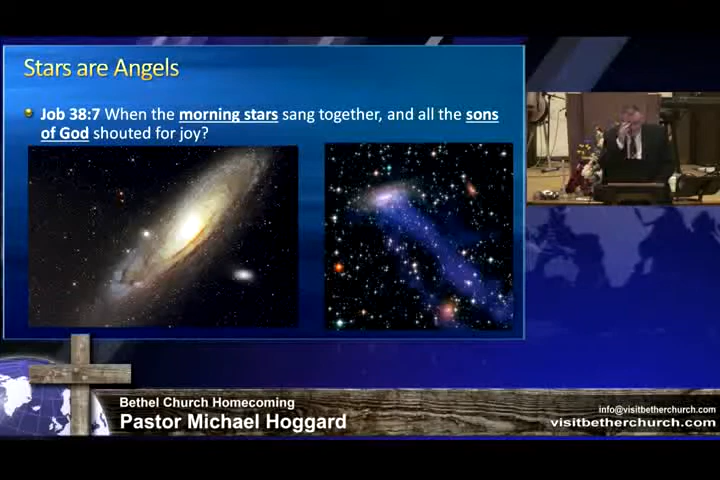 Stars are Angels
Job 38:7 When the morning stars sang together, and all the sons
of God shouted for joy?
Bethel Church Homecoming
Pastor Michael Hoggard
info@visitbetherchurch.com
visitbetherchurch.com